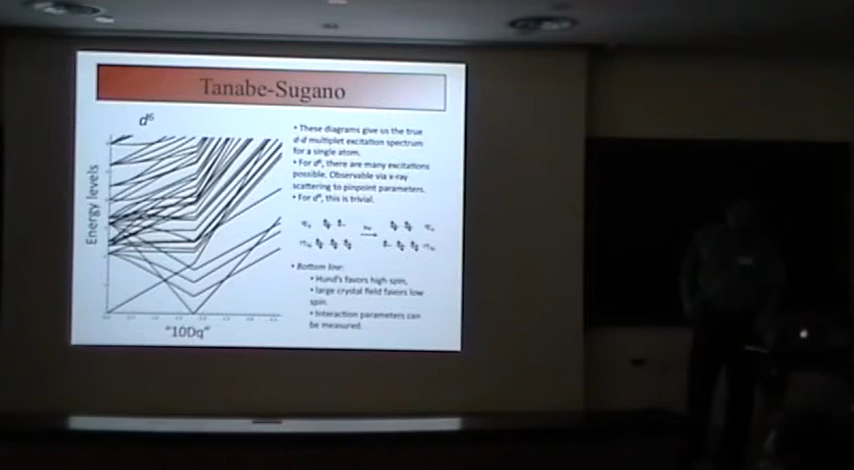 Tanabe-Sugano
d⁶
Energy levels
"10Dq"
• These diagrams give us the true
d-d multiplet excitation spectrum
for a single atom.
• For d⁶, there are many excitations
possible. Observable via x-ray
scattering to pinpoint parameters.
• this is trivial.
• Bottom line:
• Hund's favors high spin,
• large crystal field favors low
spin.
• Interaction parameters can
be measured.